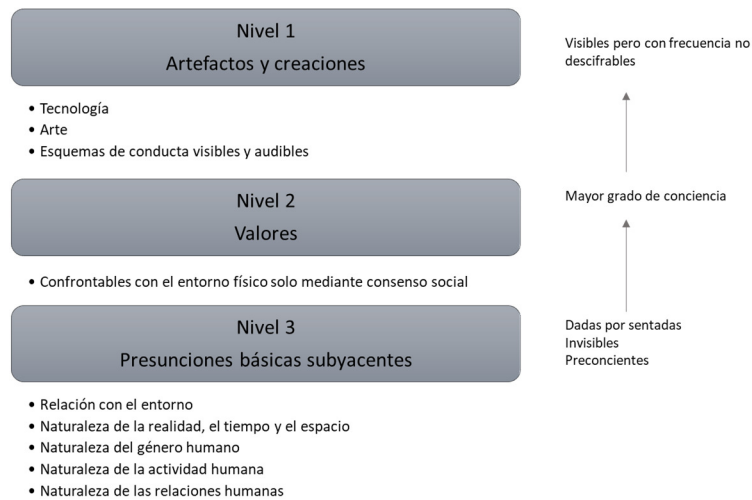 Nivel 1
Artefactos y creaciones
Visibles pero con frecuencia no
descifrables
• Tecnología
• Arte
• Esquemas de conducta visibles y audibles
Nivel 2
Valores
Mayor grado de conciencia
• Confrontables con el entorno físico solo mediante consenso social
Nivel 3
Presunciones básicas subyacentes
Dadas por sentadas
Invisibles
Preconcientes
• Relación con el entorno
• Naturaleza de la realidad, el tiempo y el espacio
• Naturaleza del género humano
• Naturaleza de la actividad humana
• Naturaleza de las relaciones humanas